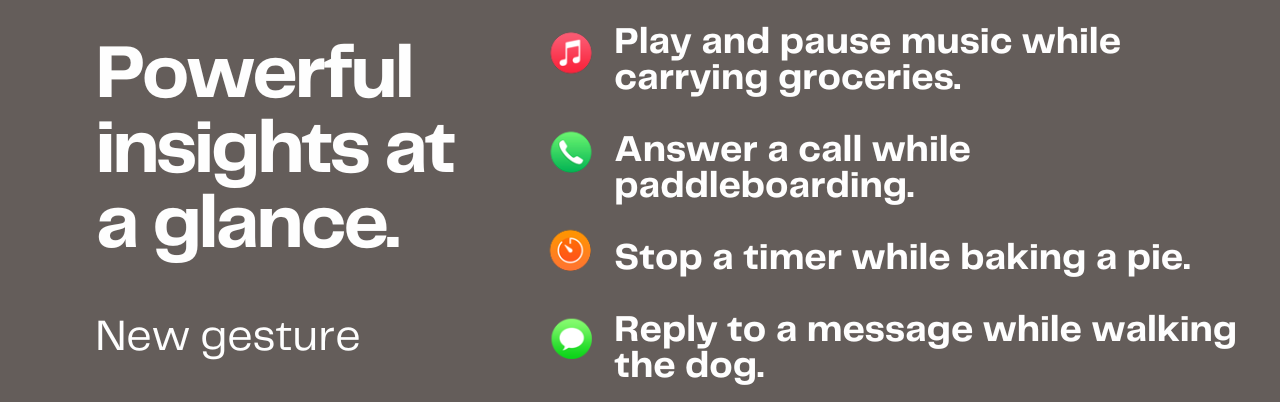 Powerful
insights at
a glance.
New gesture
Play and pause music while
carrying groceries.
Answer a call while
paddleboarding.
Stop a timer while baking a pie.
Reply to a message while walking
the dog.